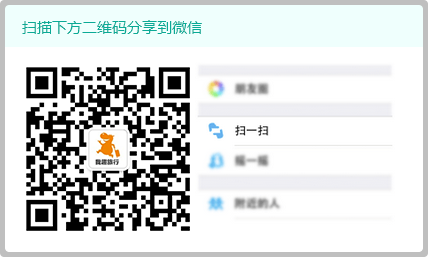 扫描下方二维码分享到微信
朋友圈
扫一扫
摇一摇
附近的人
我趣旅行